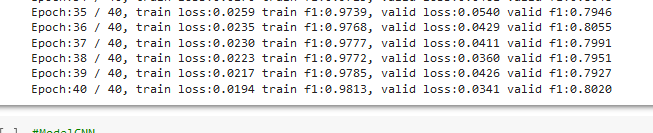 Epoch:35 / 40, train loss:0.0259 train f1:0.9739, valid loss:0.0540 valid f1:0.7946
Epoch:36 / 40, train loss:0.0235 train f1:0.9768, valid loss:0.0429 valid f1:0.8055
Epoch:37 / 40, train loss:0.0230 train f1:0.9777, valid loss:0.0411 valid f1:0.7991
Epoch:38 / 40, train loss:0.0223 train f1:0.9772, valid loss:0.0360 valid f1:0.7951
Epoch:39 / 40, train loss:0.0217 train f1:0.9785, valid loss:0.0426 valid f1:0.7927
Epoch:40 / 40, train loss:0.0194 train f1:0.9813, valid loss:0.0341 valid f1:0.8020
[ ] #ModelCNN